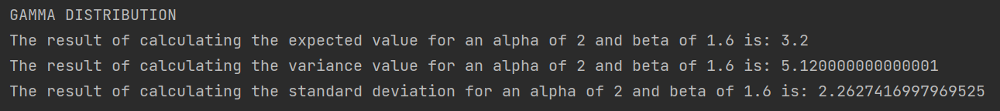 GAMMA DISTRIBUTION
The result of calculating the expected value for an alpha of 2 and beta of 1.6 is: 3.2
The result of calculating the variance value for an alpha of 2 and beta of 1.6 is: 5.120000000000001
The result of calculating the standard deviation for an alpha of 2 and beta of 1.6 is: 2.2627416997969525